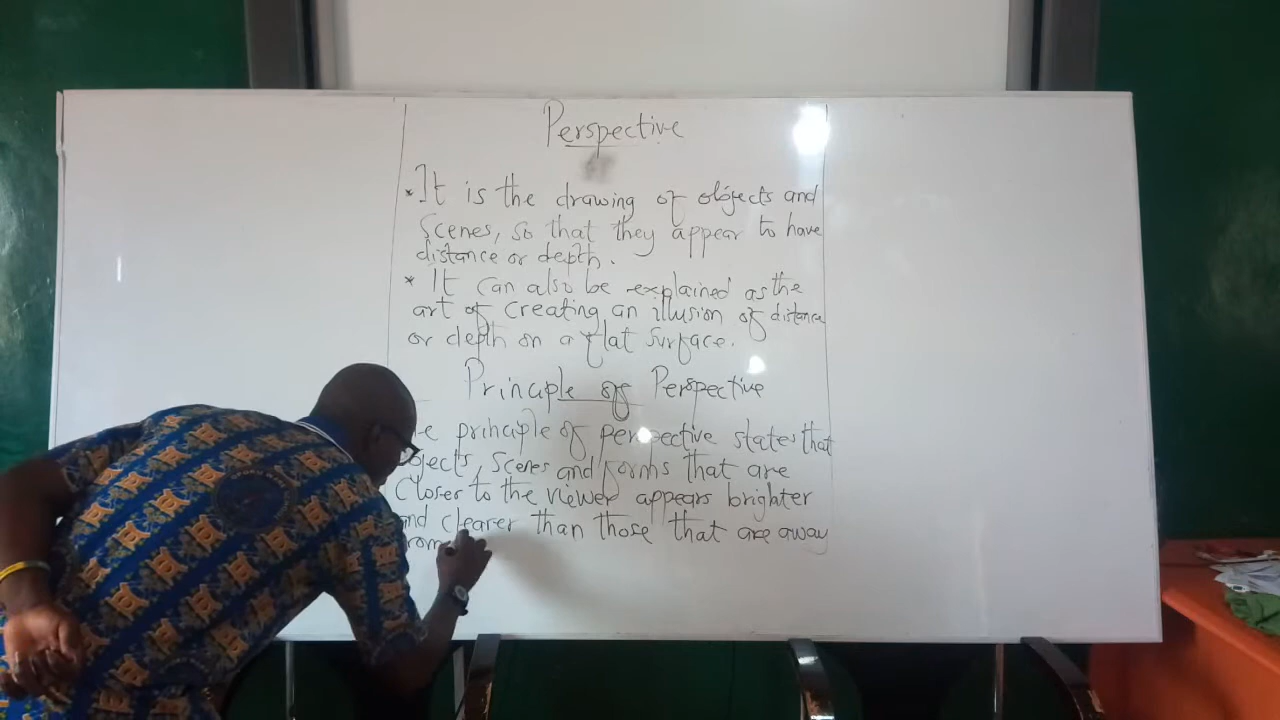 Perspective
* It is the drawing of objects and
Scenes, so that they appear to have
distance or depth.
* It can also be explained as the
art of creating an illusion of distance
or depth on a flat surface.
Principle of Perspective
principle of perspective states that
Scenes and forms that are
Closer to the viewer appears brighter
and clearer than those that are away